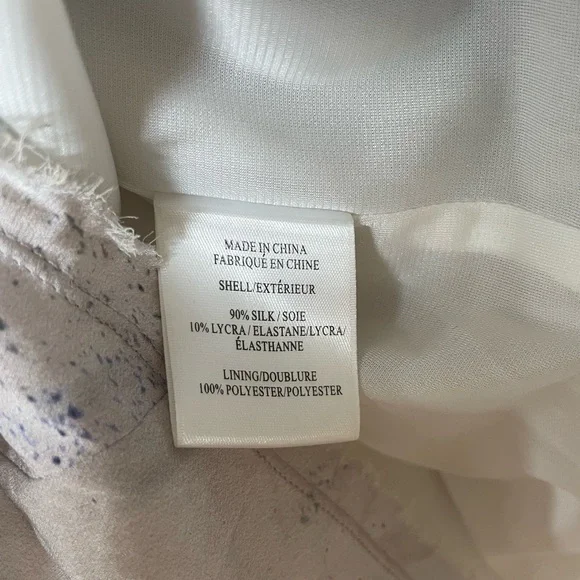 MADE IN CHINA
FABRIQUÉ EN CHINE
SHELL/EXTÉRIEUR
90% SILK / SOIE
10% LYCRA / ELASTANE/LYCRA/
ÉLASTHANNE
LINING/DOUBLURE
100% POLYESTER/POLYESTER